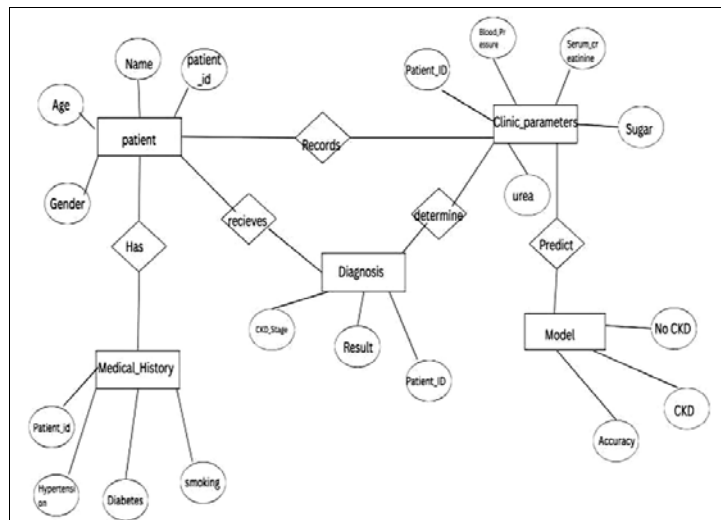 Name
patient
_id
Age
patient
Gender
Records
Blood_Pr
essure
Serum_cr
eatinine
Patient_ID
Clinic_parameters
Sugar
urea
recieves
determine
Has
Predict
Diagnosis
CKD_Stage
Result
Patient_ID
Model
No CKD
CKD
Accuracy
Medical_History
Patient_id
Hypertensi
on
Diabetes
smoking